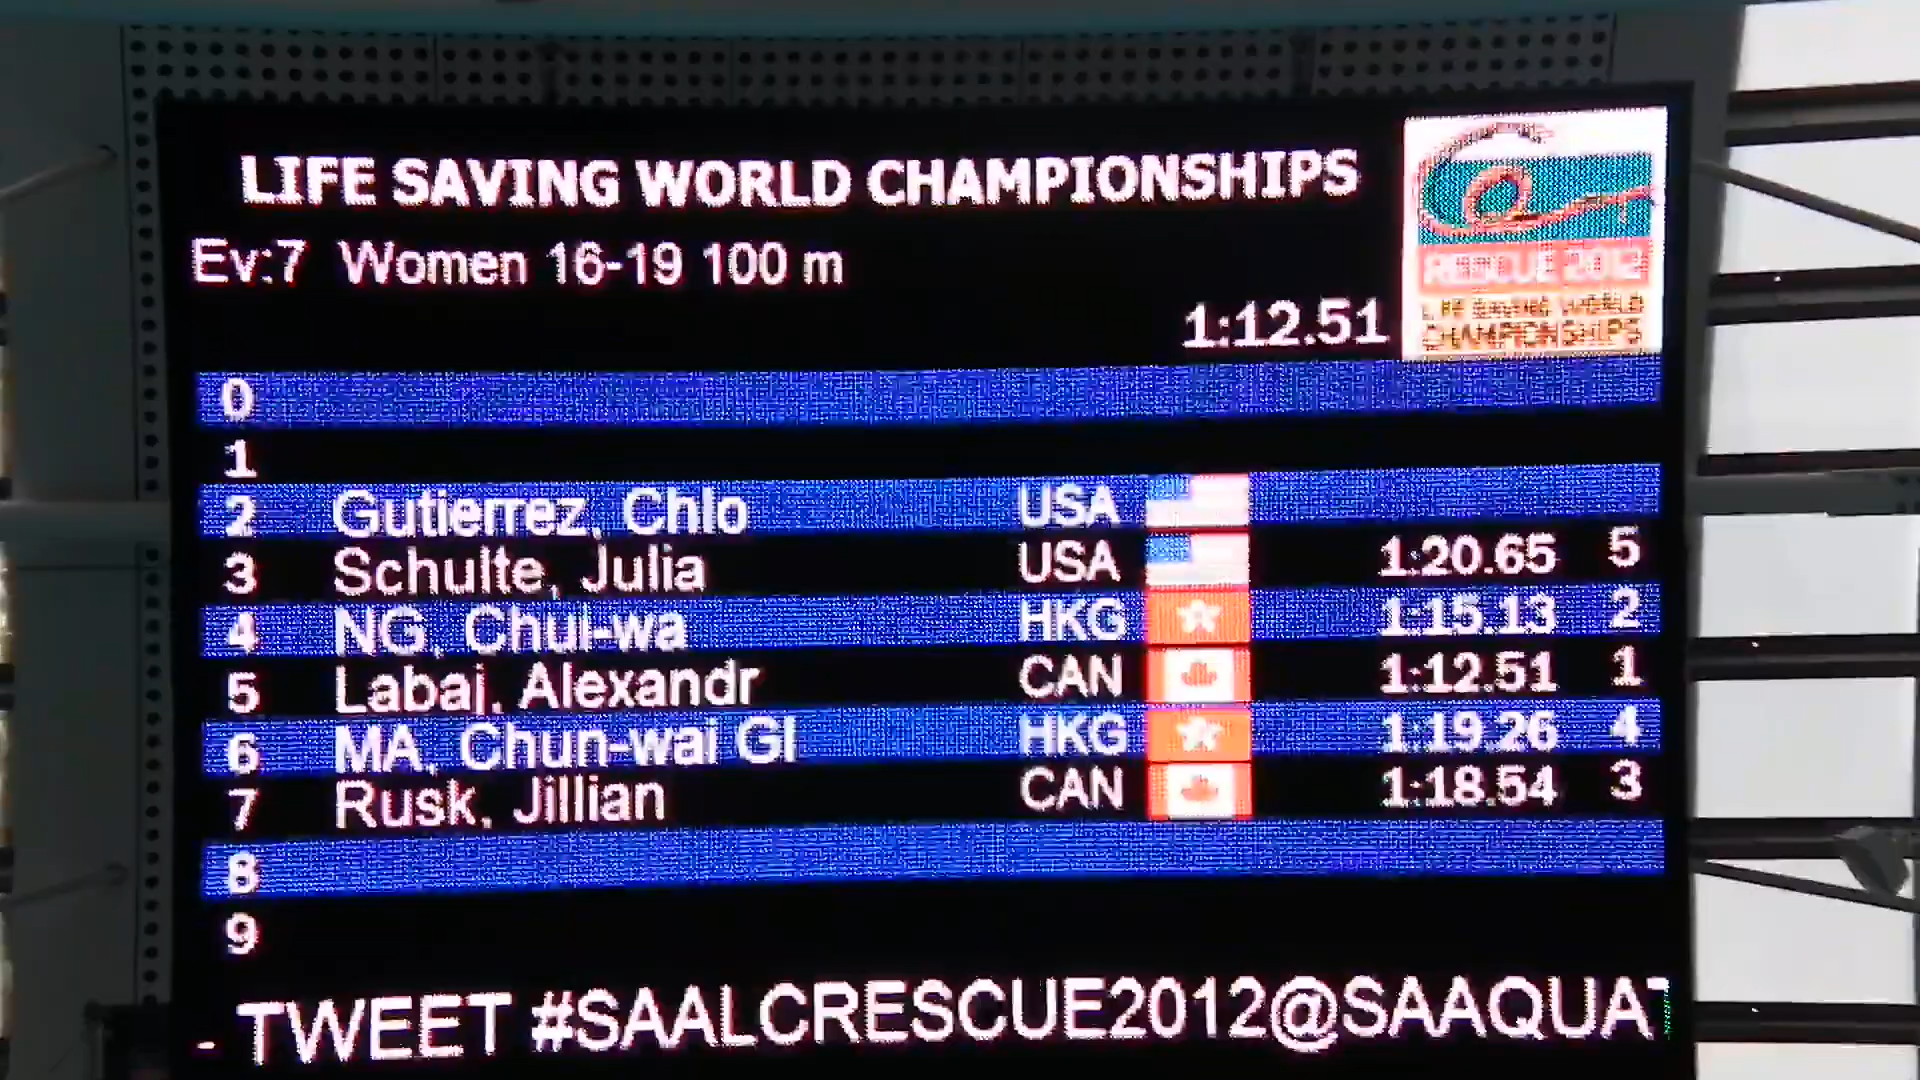 LIFE SAVING WORLD CHAMPIONSHIPS
RESCUE 2012
LIFE SAVING WORLD
CHAMPIONSHIPS
Ev:7 Women 16-19 100 m
1:12.51
0
1
2 Gutierrez, Chlo USA
3 Schulte, Julia USA 1:20.65 5
4 NG, Chui-wa HKG 1:15.13 2
5 Labaj, Alexandr CAN 1:12.51 1
6 MA, Chun-wai GI HKG 1:19.26 4
7 Rusk, Jillian CAN 1:18.54 3
8
9
- TWEET #SAALCRESCUE2012@SAAQUAT